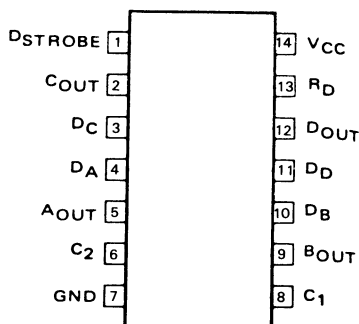 DSTROBE 1 14 VCC
COUT 2 13 RD
DC 3 12 DOUT
DA 4 11 DD
AOUT 5 10 DB
C2 6 9 BOUT
GND 7 8 C1